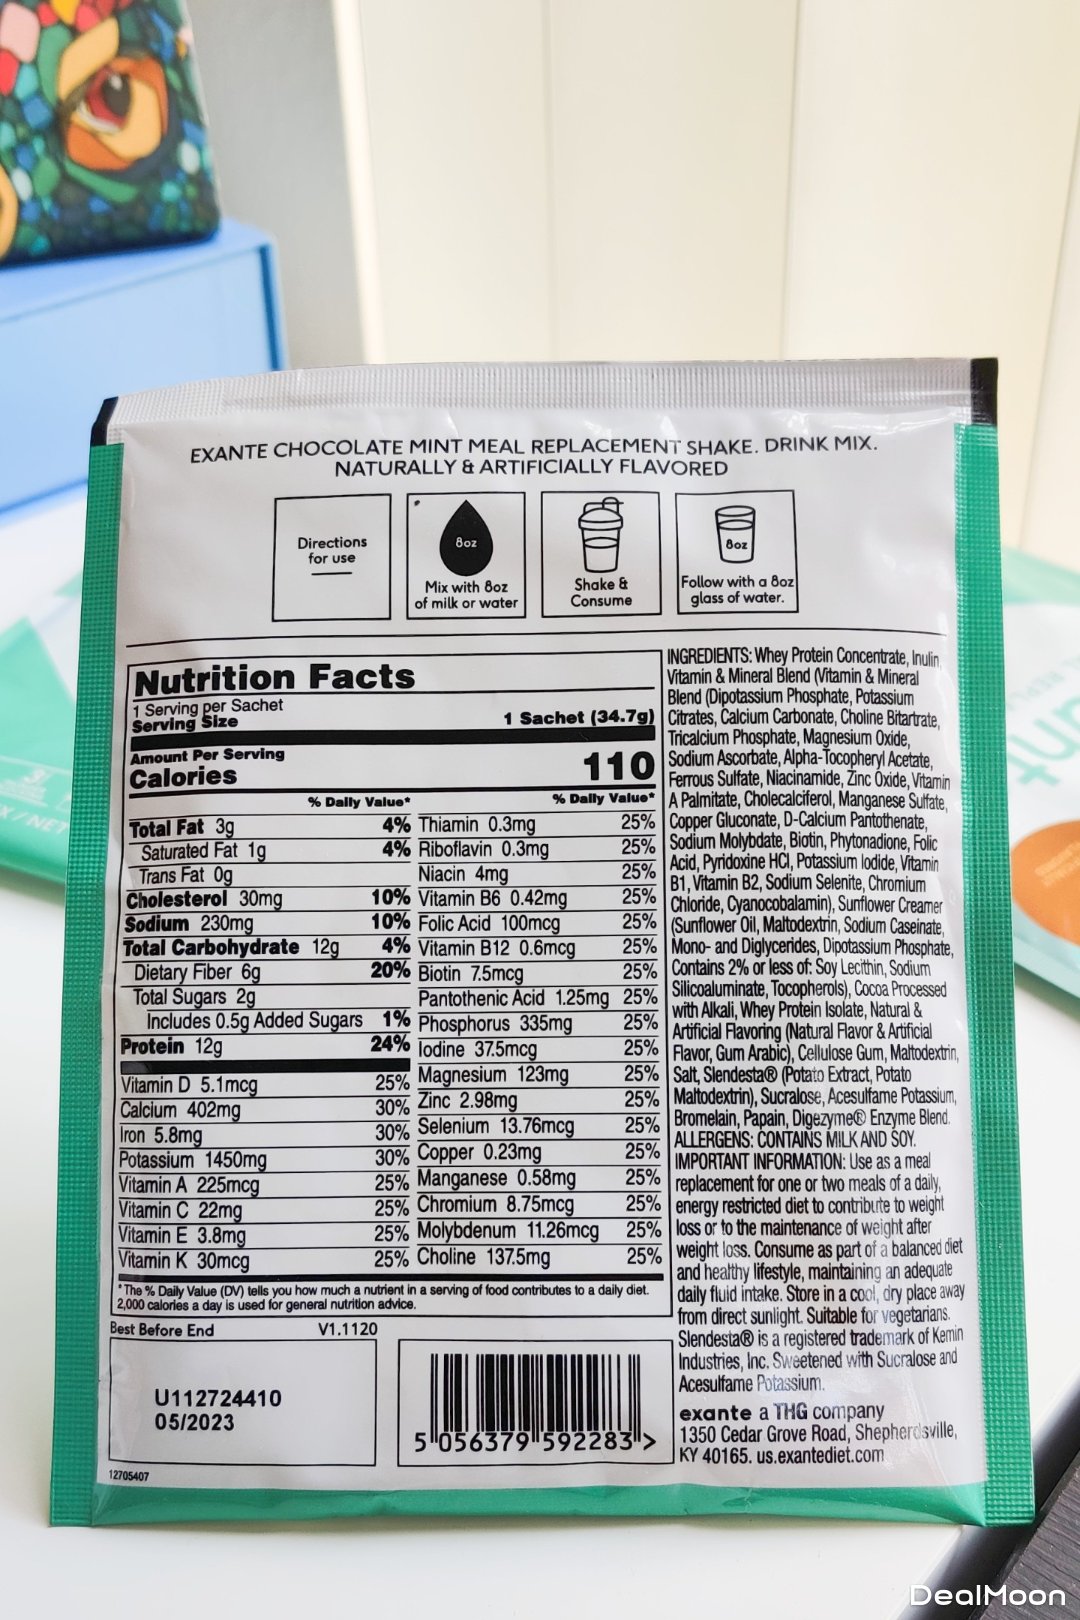 EXANTE CHOCOLATE MINT MEAL REPLACEMENT SHAKE. DRINK MIX.
NATURALLY & ARTIFICIALLY FLAVORED
Directions
for use
8oz
Mix with 8oz
of milk or water
Shake &
Consume
8oz
Follow with a 8oz
glass of water.
Nutrition Facts
1 Serving per Sachet
Serving Size 1 Sachet (34.7g)
Amount Per Serving
Calories 110
% Daily Value*
Total Fat 3g 4%
Saturated Fat 1g 4%
Trans Fat 0g
Cholesterol 30mg 10%
Sodium 230mg 10%
Total Carbohydrate 12g 4%
Dietary Fiber 6g 20%
Total Sugars 2g
Includes 0.5g Added Sugars 1%
Protein 12g 24%
Vitamin D 5.1mcg 25%
Calcium 402mg 30%
Iron 5.8mg 30%
Potassium 1450mg 30%
Vitamin A 225mcg 25%
Vitamin C 22mg 25%
Vitamin E 3.8mg 25%
Vitamin K 30mcg 25%
% Daily Value*
Thiamin 0.3mg 25%
Riboflavin 0.3mg 25%
Niacin 4mg 25%
Vitamin B6 0.42mg 25%
Folic Acid 100mcg 25%
Vitamin B12 0.6mcg 25%
Biotin 7.5mcg 25%
Pantothenic Acid 1.25mg 25%
Phosphorus 335mg 25%
Iodine 37.5mcg 25%
Magnesium 123mg 25%
Zinc 2.98mg 25%
Selenium 13.76mcg 25%
Copper 0.23mg 25%
Manganese 0.58mg 25%
Chromium 8.75mcg 25%
Molybdenum 11.26mcg 25%
Choline 137.5mg 25%
*The % Daily Value (DV) tells you how much a nutrient in a serving of food contributes to a daily diet.
2,000 calories a day is used for general nutrition advice.
Best Before End V1.1120
U112724410
05/2023
12705407
5 056379 592283 >
INGREDIENTS: Whey Protein Concentrate, Inulin,
Vitamin & Mineral Blend (Vitamin & Mineral
Blend (Dipotassium Phosphate, Potassium
Citrates, Calcium Carbonate, Choline Bitartrate,
Tricalcium Phosphate, Magnesium Oxide,
Sodium Ascorbate, Alpha-Tocopheryl Acetate,
Ferrous Sulfate, Niacinamide, Zinc Oxide, Vitamin
A Palmitate, Cholecalciferol, Manganese Sulfate,
Copper Gluconate, D-Calcium Pantothenate,
Sodium Molybdate, Biotin, Phytonadione, Folic
Acid, Pyridoxine HCl, Potassium Iodide, Vitamin
B1, Vitamin B2, Sodium Selenite, Chromium
Chloride, Cyanocobalamin), Sunflower Creamer
(Sunflower Oil, Maltodextrin, Sodium Caseinate,
Mono- and Diglycerides, Dipotassium Phosphate,
Contains 2% or less of: Soy Lecithin, Sodium
Silicoaluminate, Tocopherols), Cocoa Processed
with Alkali, Whey Protein Isolate, Natural &
Artificial Flavoring (Natural Flavor & Artificial
Flavor, Gum Arabic), Cellulose Gum, Maltodextrin,
Salt, Slendesta® (Potato Extract, Potato
Maltodextrin), Sucralose, Acesulfame Potassium,
Bromelain, Papain, Digezyme® Enzyme Blend.
ALLERGENS: CONTAINS MILK AND SOY.
IMPORTANT INFORMATION: Use as a meal
replacement for one or two meals of a daily,
energy restricted diet to contribute to weight
loss or to the maintenance of weight after
weight loss. Consume as part of a balanced diet
and healthy lifestyle, maintaining an adequate
daily fluid intake. Store in a cool, dry place away
from direct sunlight. Suitable for vegetarians.
Slendesta® is a registered trademark of Kemin
Industries, Inc. Sweetened with Sucralose and
Acesulfame Potassium.
exante a THG company
1350 Cedar Grove Road, Shepherdsville,
KY 40165. us.exantediet.com
DealMoon